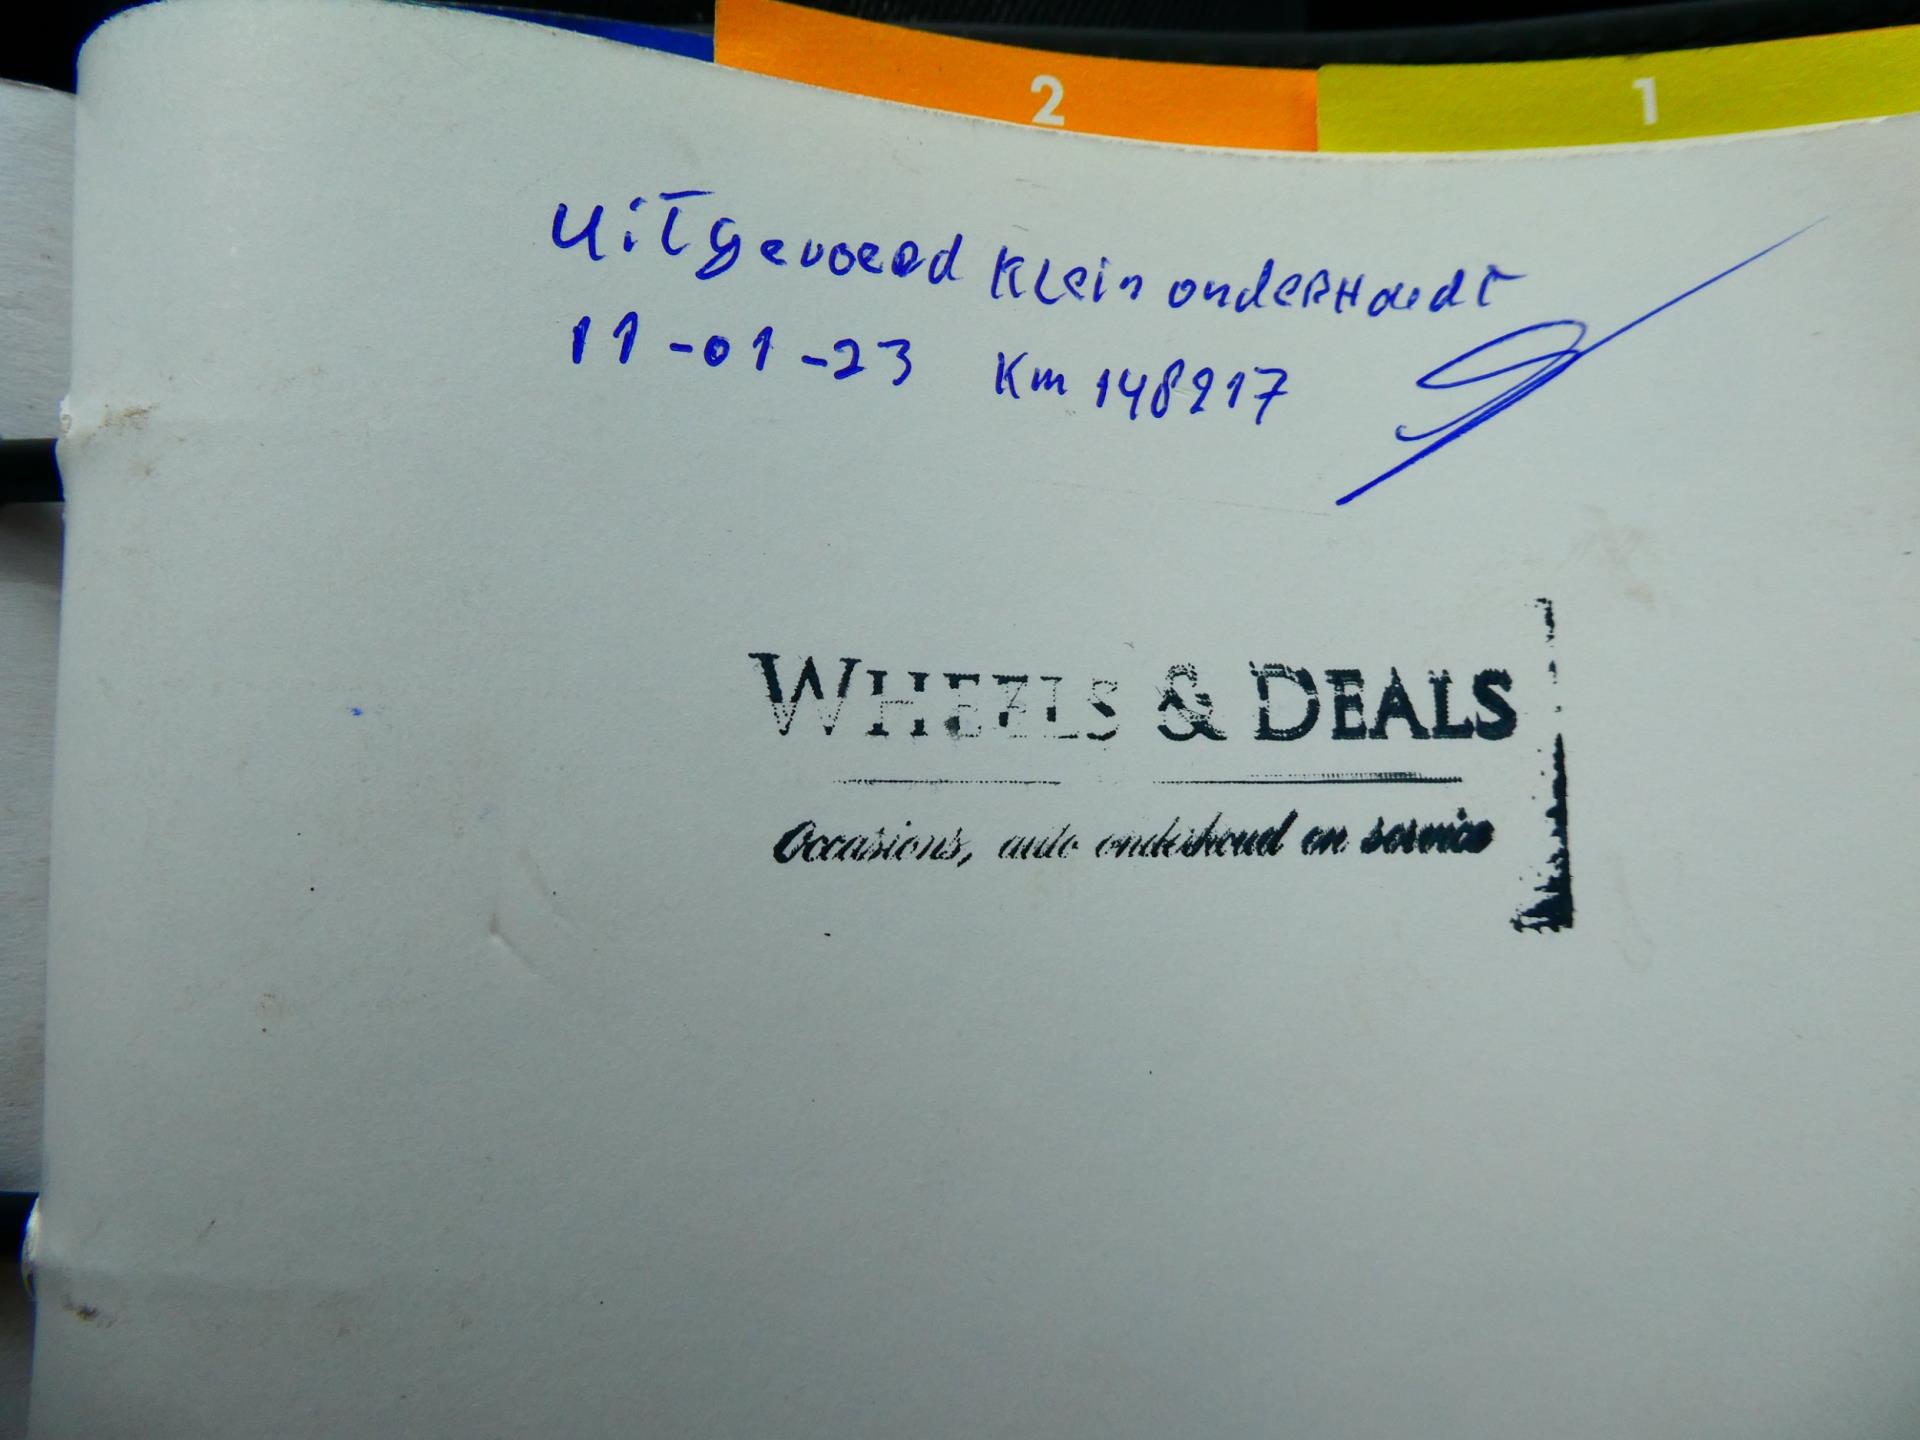 2
1
Uitgevoerd Klein onderHoudt
11-01-23 Km 148217
WHEELS & DEALS
Occasions, auto onderhoud en service